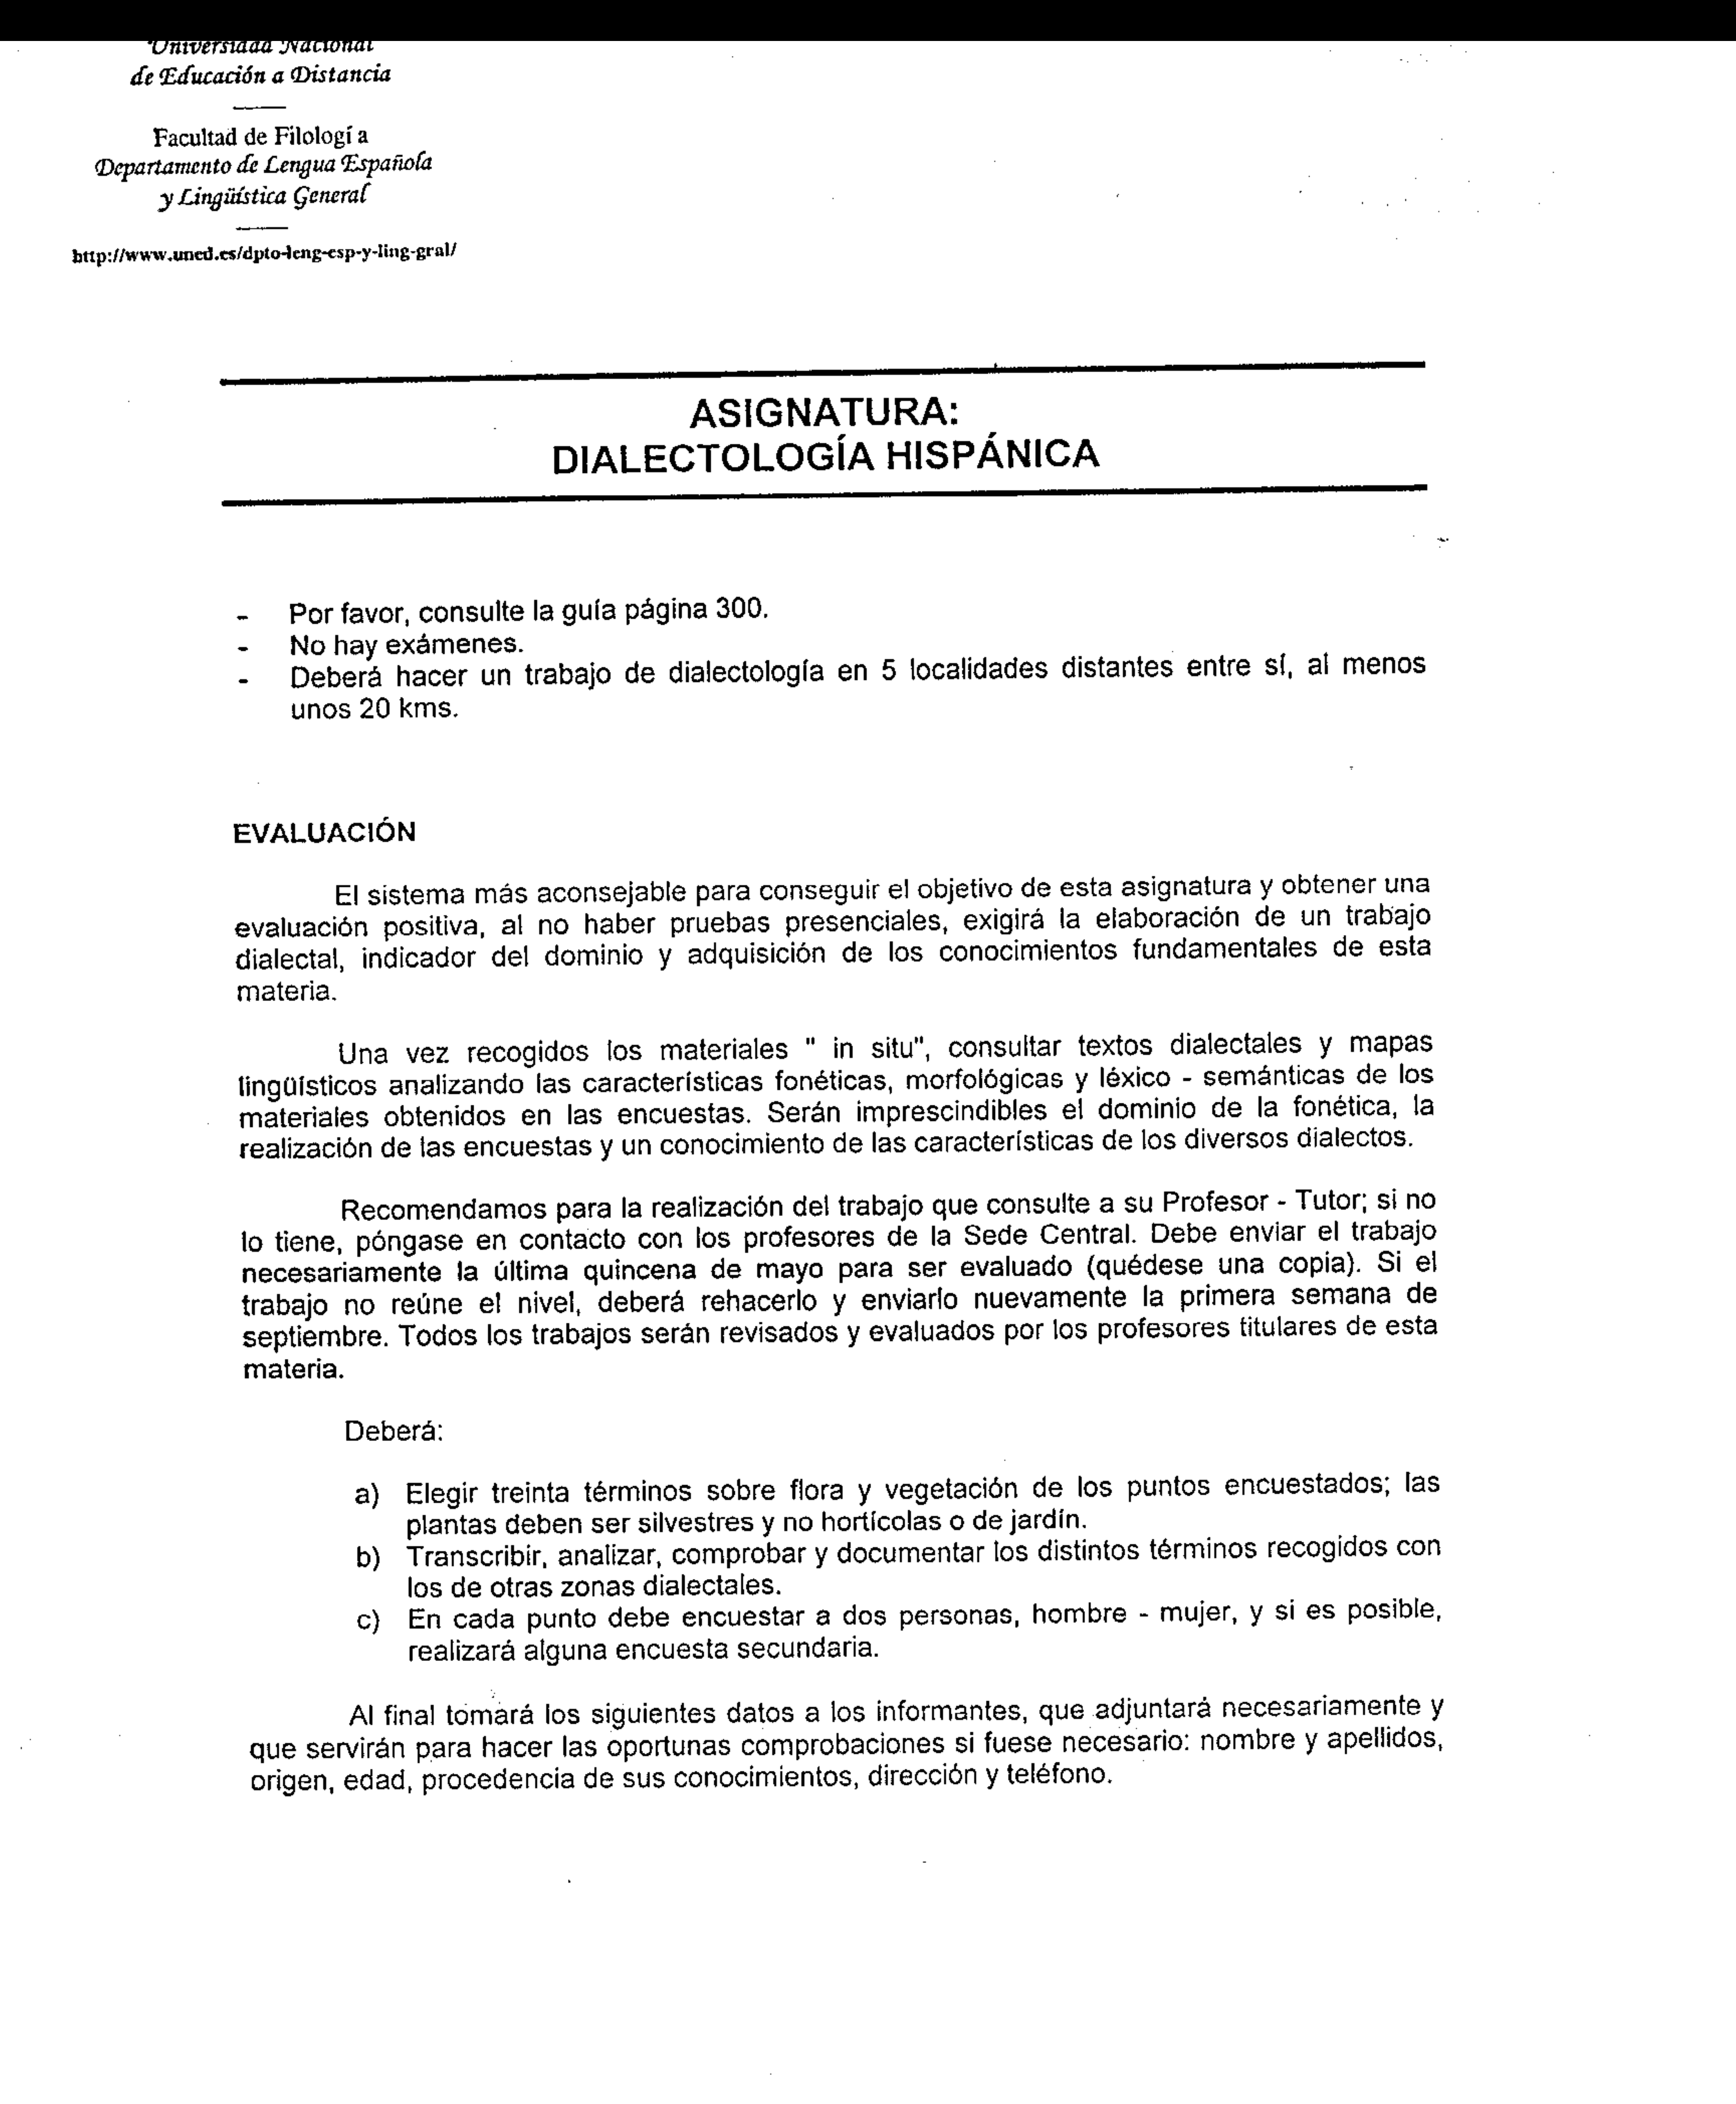 Universidad Nacional
de Educación a Distancia
Facultad de Filologí a
Departamento de Lengua Española
y Lingüística General
http://www.uned.es/dpto-leng-esp-y-ling-gral/
ASIGNATURA:
DIALECTOLOGÍA HISPÁNICA
- Por favor, consulte la guía página 300.
- No hay exámenes.
- Deberá hacer un trabajo de dialectología en 5 localidades distantes entre sí, al menos
unos 20 kms.
EVALUACIÓN
El sistema más aconsejable para conseguir el objetivo de esta asignatura y obtener una
evaluación positiva, al no haber pruebas presenciales, exigirá la elaboración de un trabajo
dialectal, indicador del dominio y adquisición de los conocimientos fundamentales de esta
materia.
Una vez recogidos los materiales " in situ", consultar textos dialectales y mapas
lingüísticos analizando las características fonéticas, morfológicas y léxico - semánticas de los
materiales obtenidos en las encuestas. Serán imprescindibles el dominio de la fonética, la
realización de las encuestas y un conocimiento de las características de los diversos dialectos.
Recomendamos para la realización del trabajo que consulte a su Profesor - Tutor; si no
lo tiene, póngase en contacto con los profesores de la Sede Central. Debe enviar el trabajo
necesariamente la última quincena de mayo para ser evaluado (quédese una copia). Si el
trabajo no reúne el nivel, deberá rehacerlo y enviarlo nuevamente la primera semana de
septiembre. Todos los trabajos serán revisados y evaluados por los profesores titulares de esta
materia.
Deberá:
a) Elegir treinta términos sobre flora y vegetación de los puntos encuestados; las
plantas deben ser silvestres y no hortícolas o de jardín.
b) Transcribir, analizar, comprobar y documentar los distintos términos recogidos con
los de otras zonas dialectales.
c) En cada punto debe encuestar a dos personas, hombre - mujer, y si es posible,
realizará alguna encuesta secundaria.
Al final tomará los siguientes datos a los informantes, que adjuntará necesariamente y
que servirán para hacer las oportunas comprobaciones si fuese necesario: nombre y apellidos,
origen, edad, procedencia de sus conocimientos, dirección y teléfono.